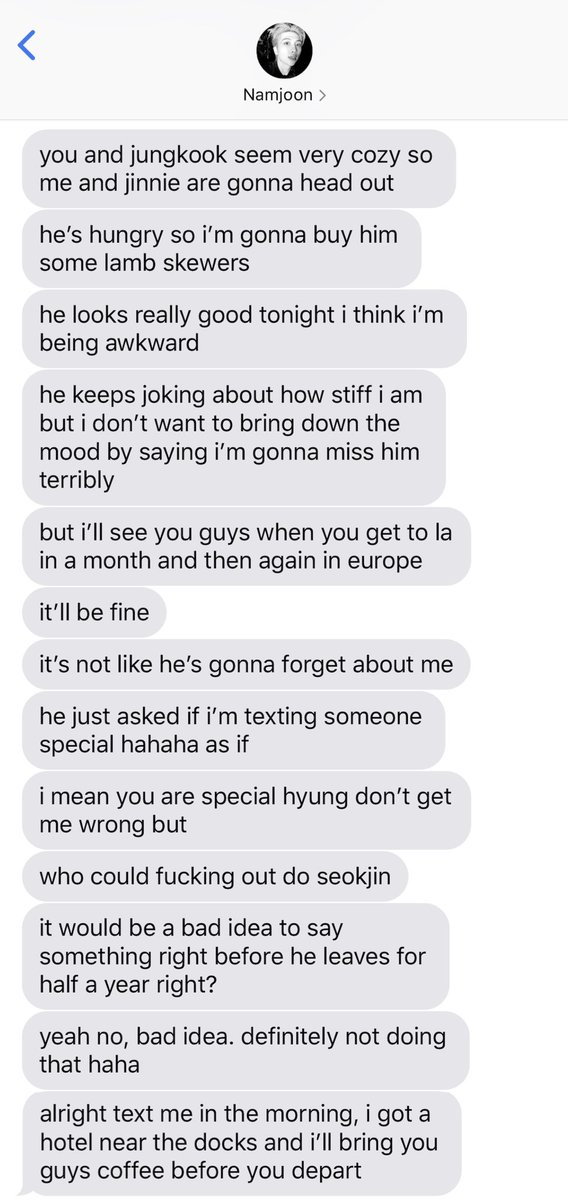 Namjoon >
you and jungkook seem very cozy so
me and jinnie are gonna head out
he's hungry so i'm gonna buy him
some lamb skewers
he looks really good tonight i think i'm
being awkward
he keeps joking about how stiff i am
but i don't want to bring down the
mood by saying i'm gonna miss him
terribly
but i'll see you guys when you get to la
in a month and then again in europe
it'll be fine
it's not like he's gonna forget about me
he just asked if i'm texting someone
special hahaha as if
i mean you are special hyung don't get
me wrong but
who could fucking out do seokjin
it would be a bad idea to say
something right before he leaves for
half a year right?
yeah no, bad idea. definitely not doing
that haha
alright text me in the morning, i got a
hotel near the docks and i'll bring you
guys coffee before you depart